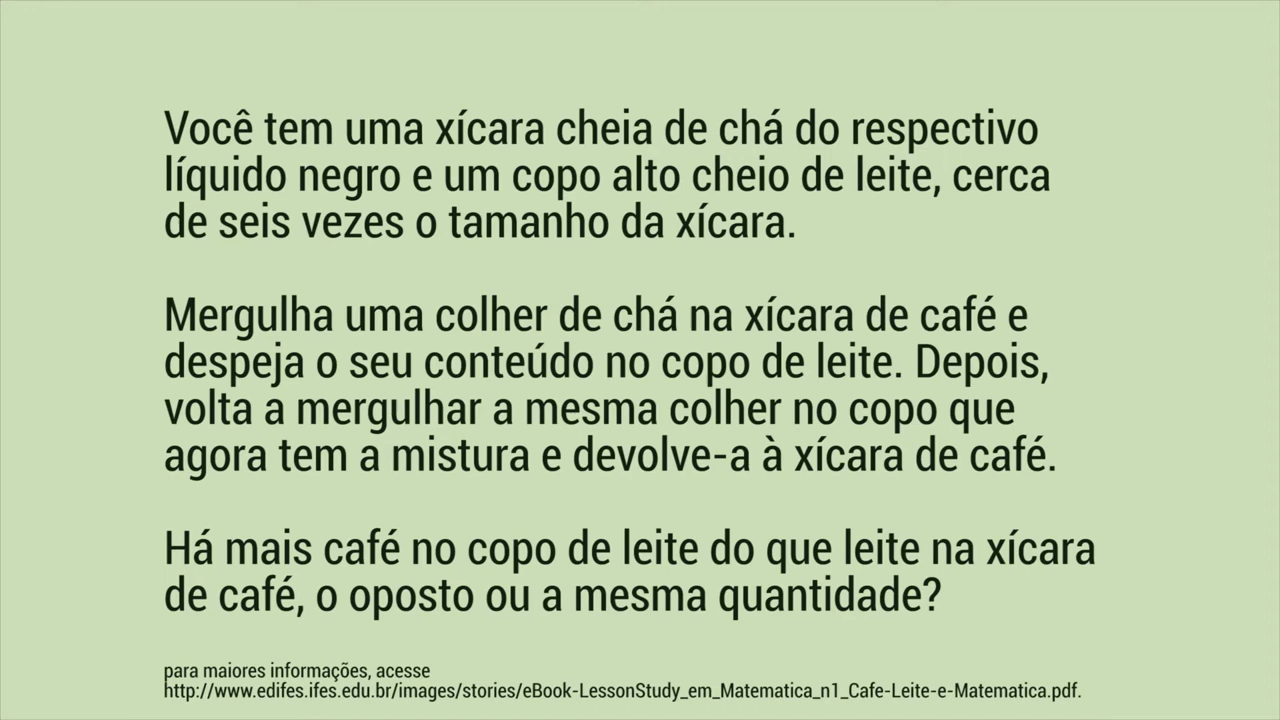 Você tem uma xícara cheia de chá do respectivo
líquido negro e um copo alto cheio de leite, cerca
de seis vezes o tamanho da xícara.
Mergulha uma colher de chá na xícara de café e
despeja o seu conteúdo no copo de leite. Depois,
volta a mergulhar a mesma colher no copo que
agora tem a mistura e devolve-a à xícara de café.
Há mais café no copo de leite do que leite na xícara
de café, o oposto ou a mesma quantidade?
para maiores informações, acesse
http://www.edifes.ifes.edu.br/images/stories/eBook-LessonStudy_em_Matematica_n1_Cafe-Leite-e-Matematica.pdf.